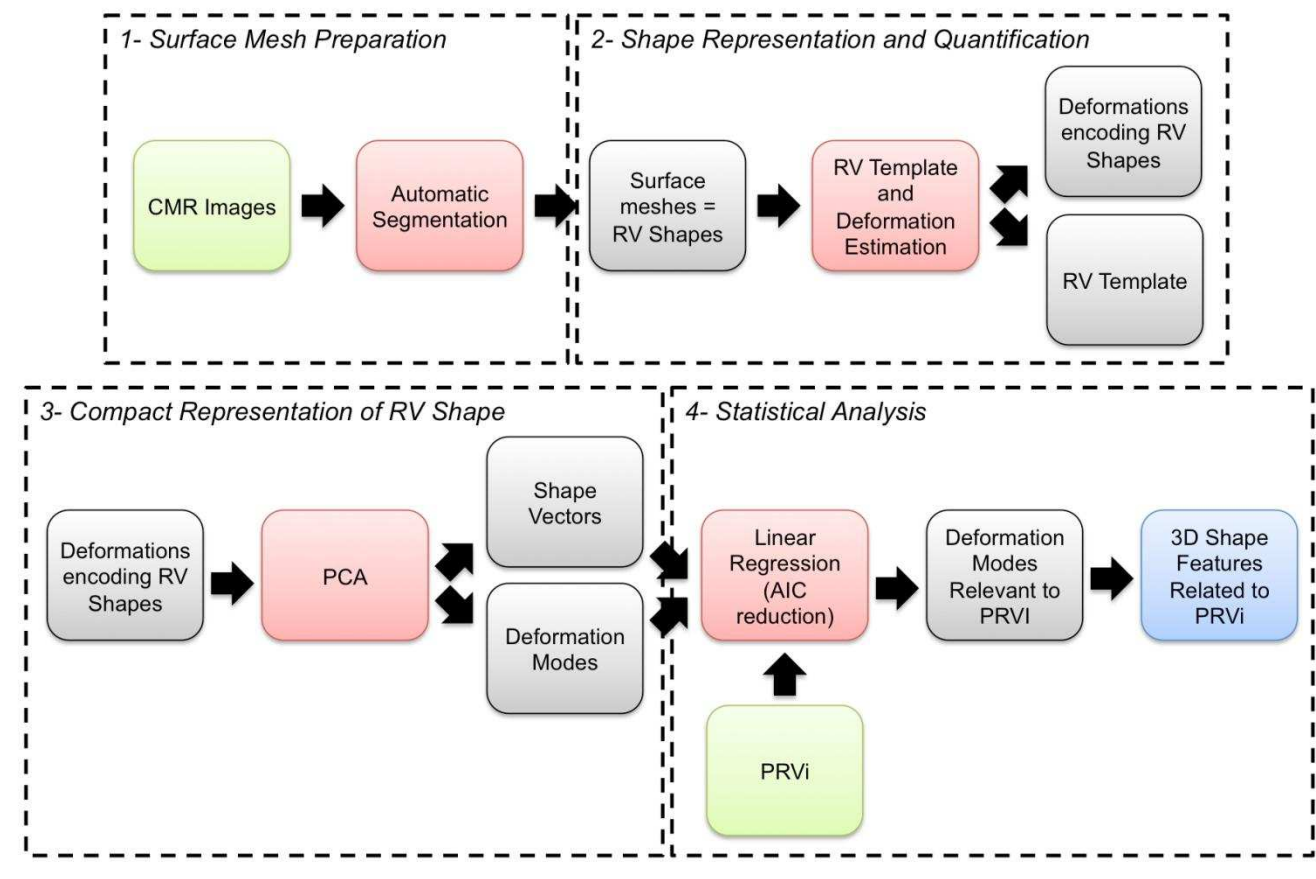 1- Surface Mesh Preparation
CMR Images
Automatic
Segmentation
2- Shape Representation and Quantification
Surface
meshes =
RV Shapes
RV Template
and
Deformation
Estimation
Deformations
encoding RV
Shapes
RV Template
3- Compact Representation of RV Shape
Deformations
encoding RV
Shapes
PCA
Shape
Vectors
Deformation
Modes
4- Statistical Analysis
Linear
Regression
(AIC
reduction)
Deformation
Modes
Relevant to
PRVI
3D Shape
Features
Related to
PRVi
PRVi